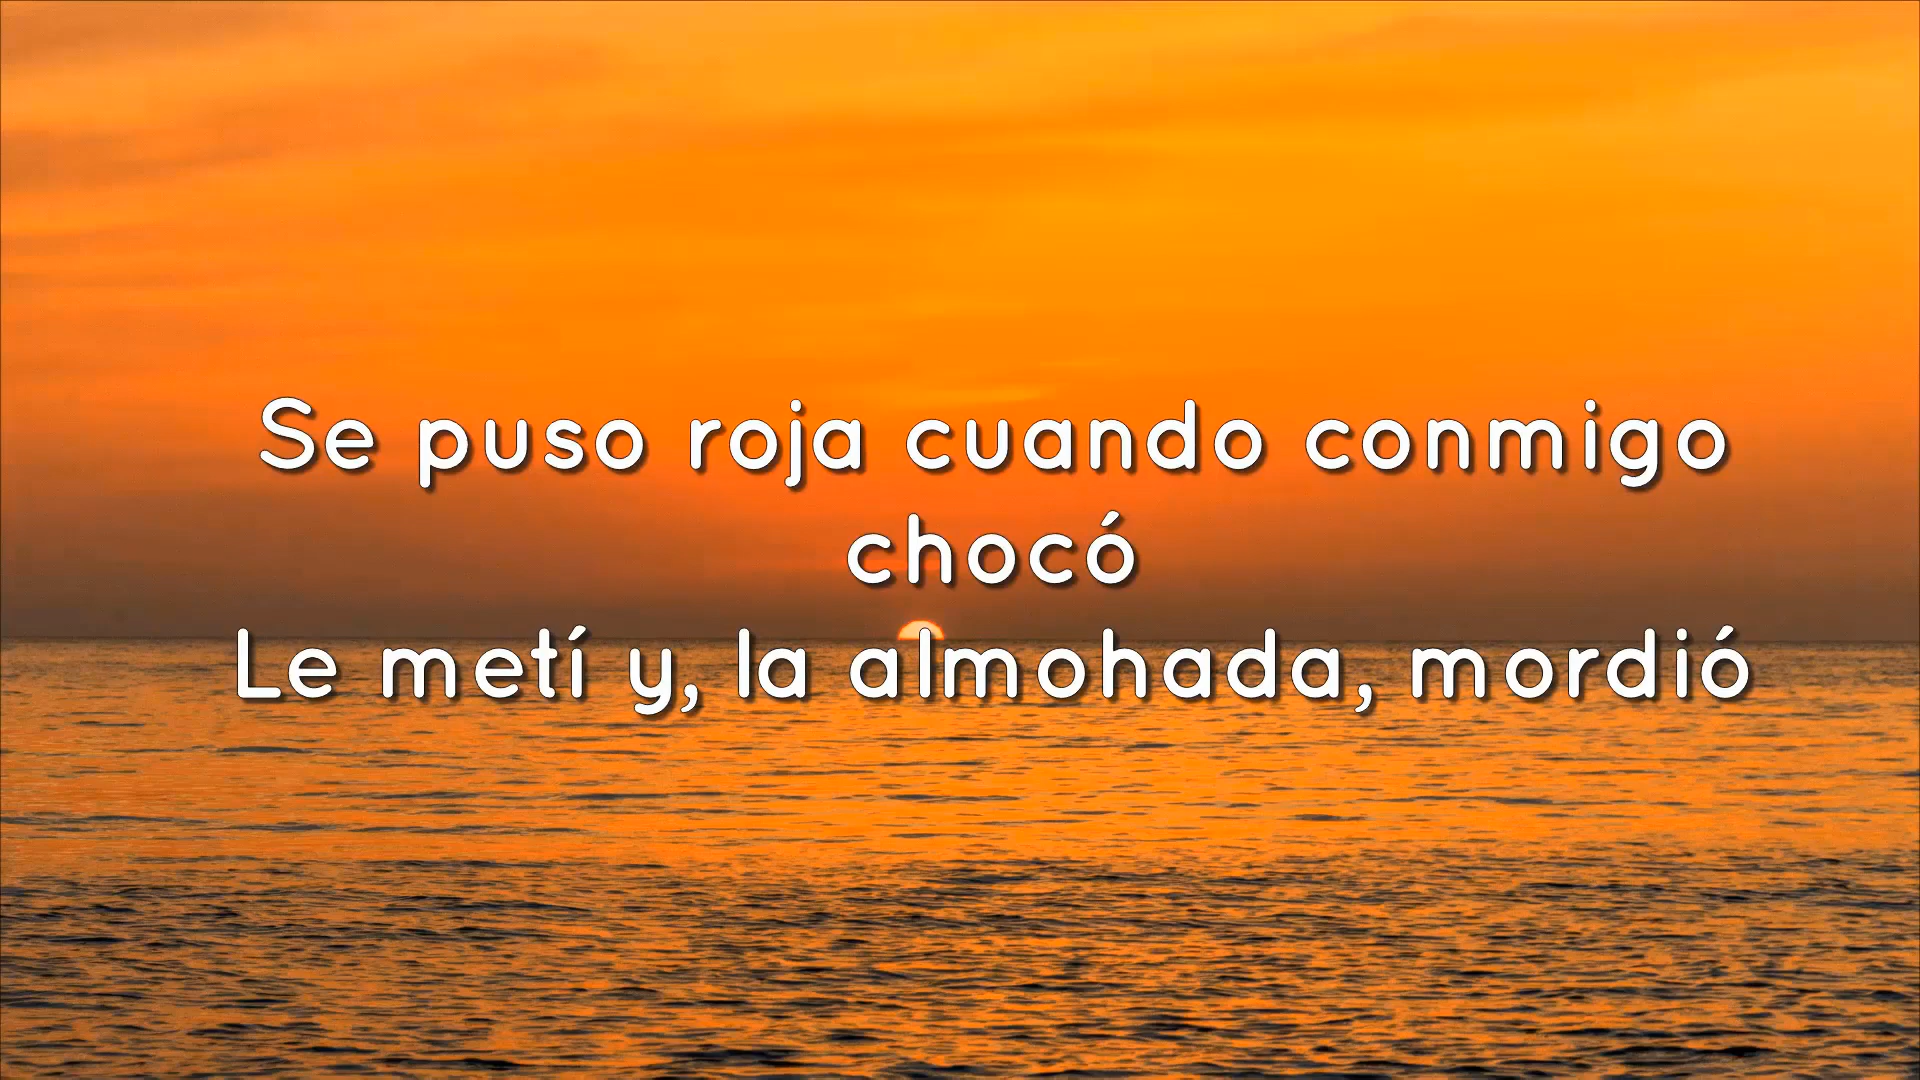 Se puso roja cuando conmigo
chocó
Le metí y, la almohada, mordió